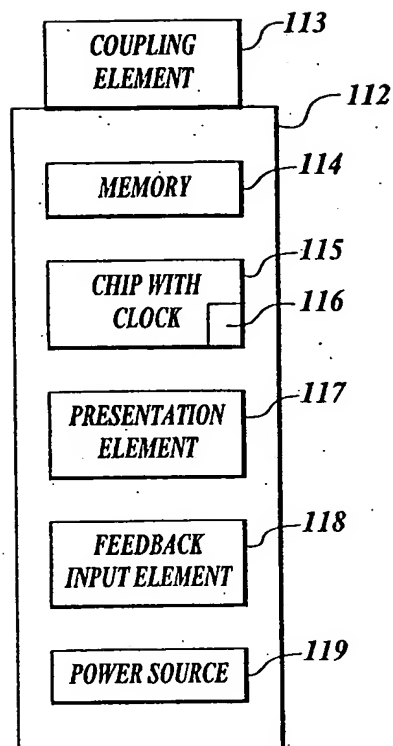 COUPLING
ELEMENT
113
112
MEMORY
114
CHIP WITH
CLOCK
115
116
PRESENTATION
ELEMENT
117
FEEDBACK
INPUT ELEMENT
118
POWER SOURCE
119